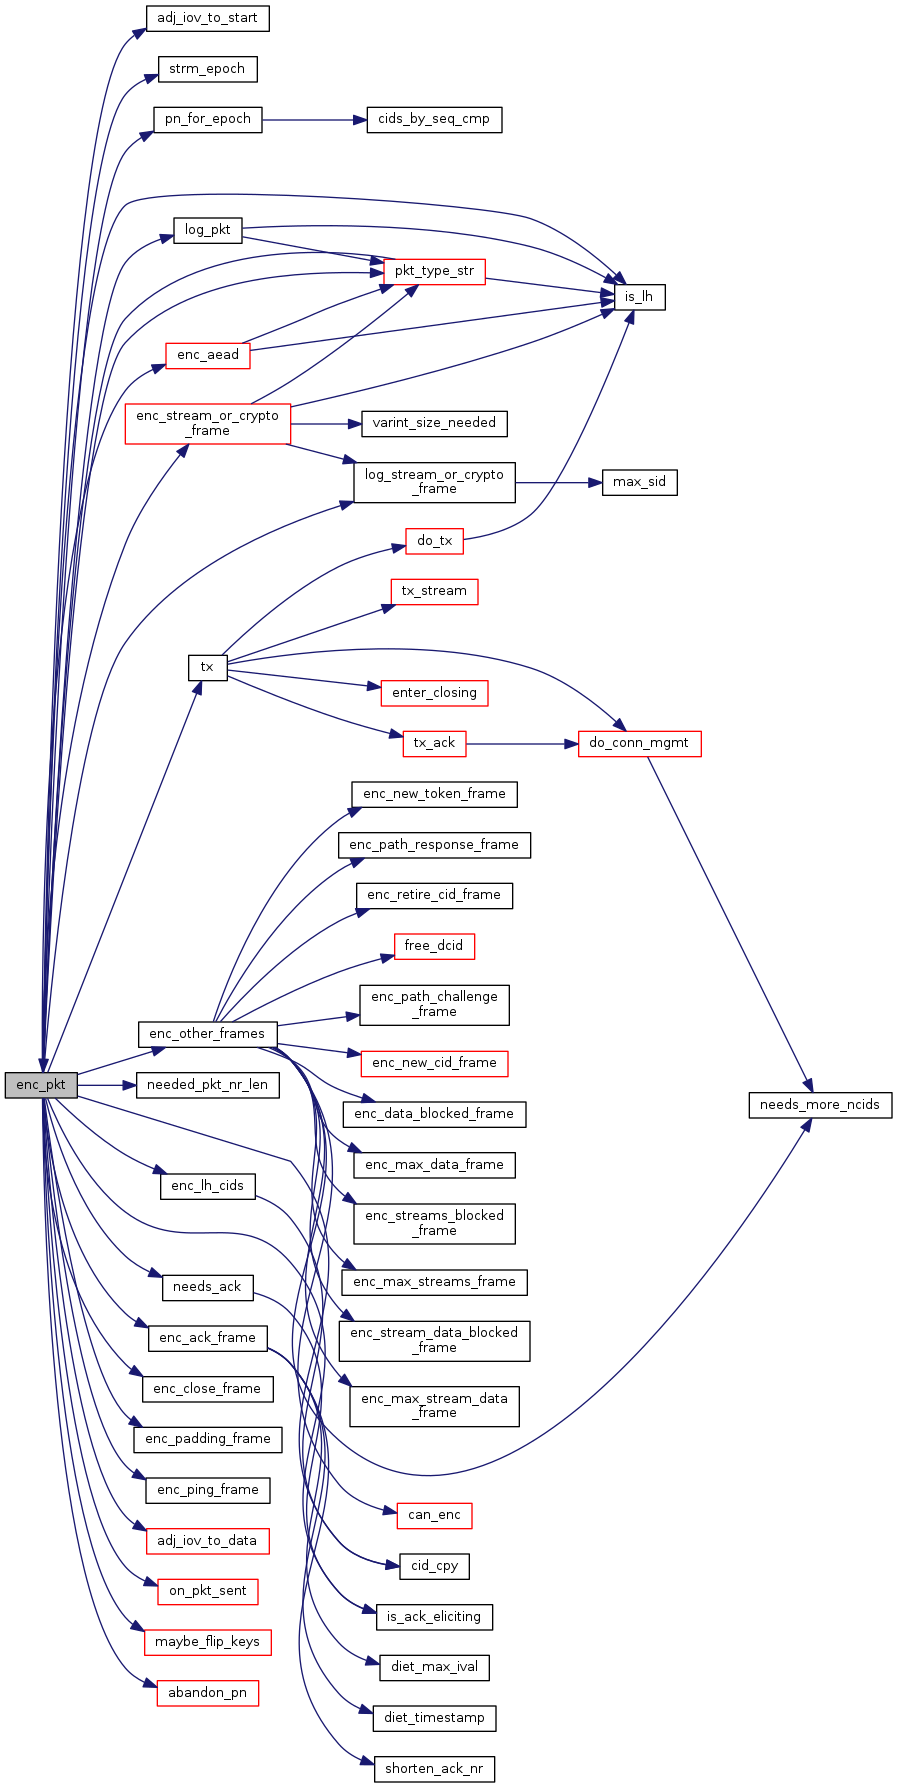 adj_iov_to_start
strm_epoch
pn_for_epoch
cids_by_seq_cmp
log_pkt
pkt_type_str
is_lh
enc_aead
enc_stream_or_crypto
_frame
varint_size_needed
log_stream_or_crypto
_frame
max_sid
do_tx
tx_stream
tx
enter_closing
tx_ack
do_conn_mgmt
enc_new_token_frame
enc_path_response_frame
enc_retire_cid_frame
free_dcid
enc_path_challenge
_frame
enc_other_frames
enc_new_cid_frame
enc_pkt
needed_pkt_nr_len
enc_data_blocked_frame
needs_more_ncids
enc_max_data_frame
enc_lh_cids
enc_streams_blocked
_frame
needs_ack
enc_max_streams_frame
enc_ack_frame
enc_stream_data_blocked
_frame
enc_close_frame
enc_max_stream_data
_frame
enc_padding_frame
enc_ping_frame
can_enc
adj_iov_to_data
cid_cpy
on_pkt_sent
is_ack_eliciting
maybe_flip_keys
diet_max_ival
abandon_pn
diet_timestamp
shorten_ack_nr